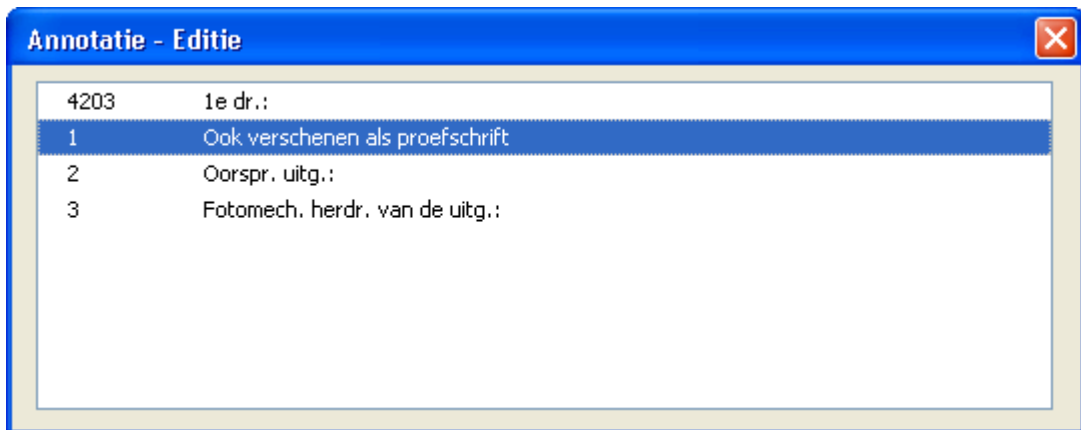 Annotatie - Editie
4203 1e dr.:
1 Ook verschenen als proefschrift
2 Oorspr. uitg.:
3 Fotomech. herdr. van de uitg.: